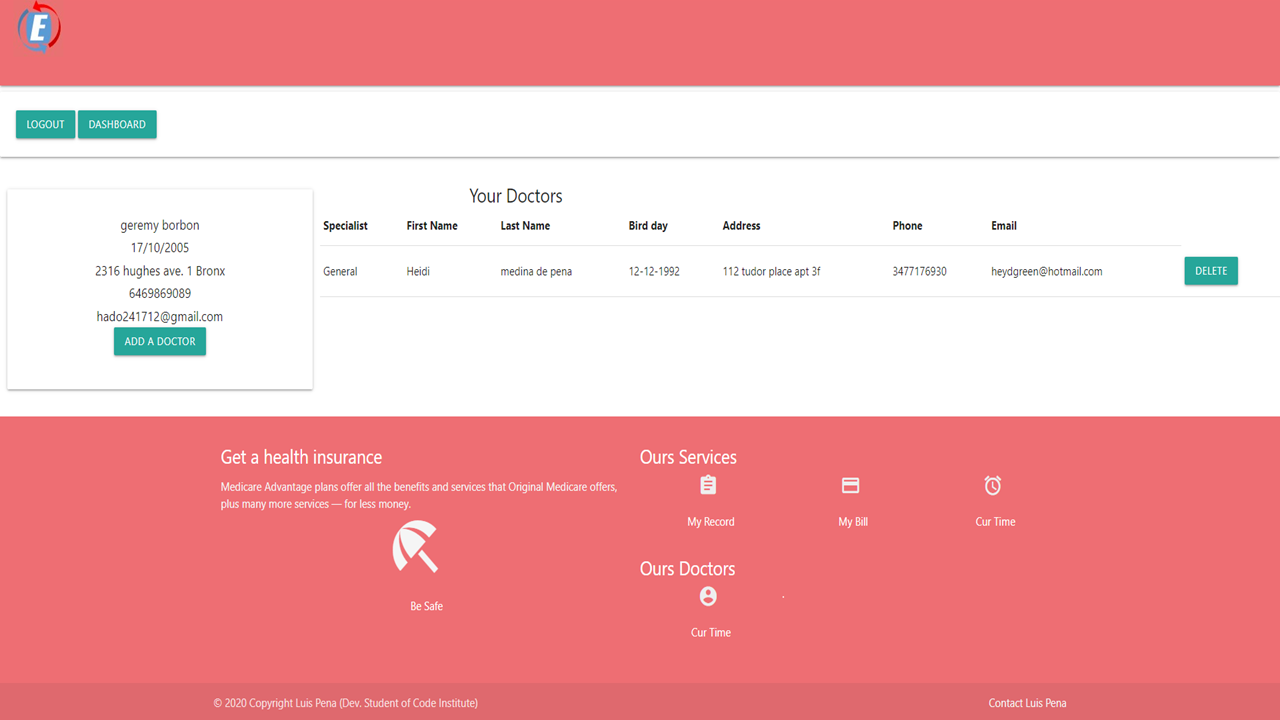 E
LOGOUT DASHBOARD
geremy borbon
17/10/2005
2316 hughes ave. 1 Bronx
6469869089
hado241712@gmail.com
ADD A DOCTOR
Your Doctors
Specialist First Name Last Name Bird day Address Phone Email
General Heidi medina de pena 12-12-1992 112 tudor place apt 3f 3477176930 heydgreen@hotmail.com DELETE
Get a health insurance
Medicare Advantage plans offer all the benefits and services that Original Medicare offers,
plus many more services — for less money.
Be Safe
Ours Services
My Record My Bill Cur Time
Ours Doctors
Cur Time
.
© 2020 Copyright Luis Pena (Dev. Student of Code Institute) Contact Luis Pena